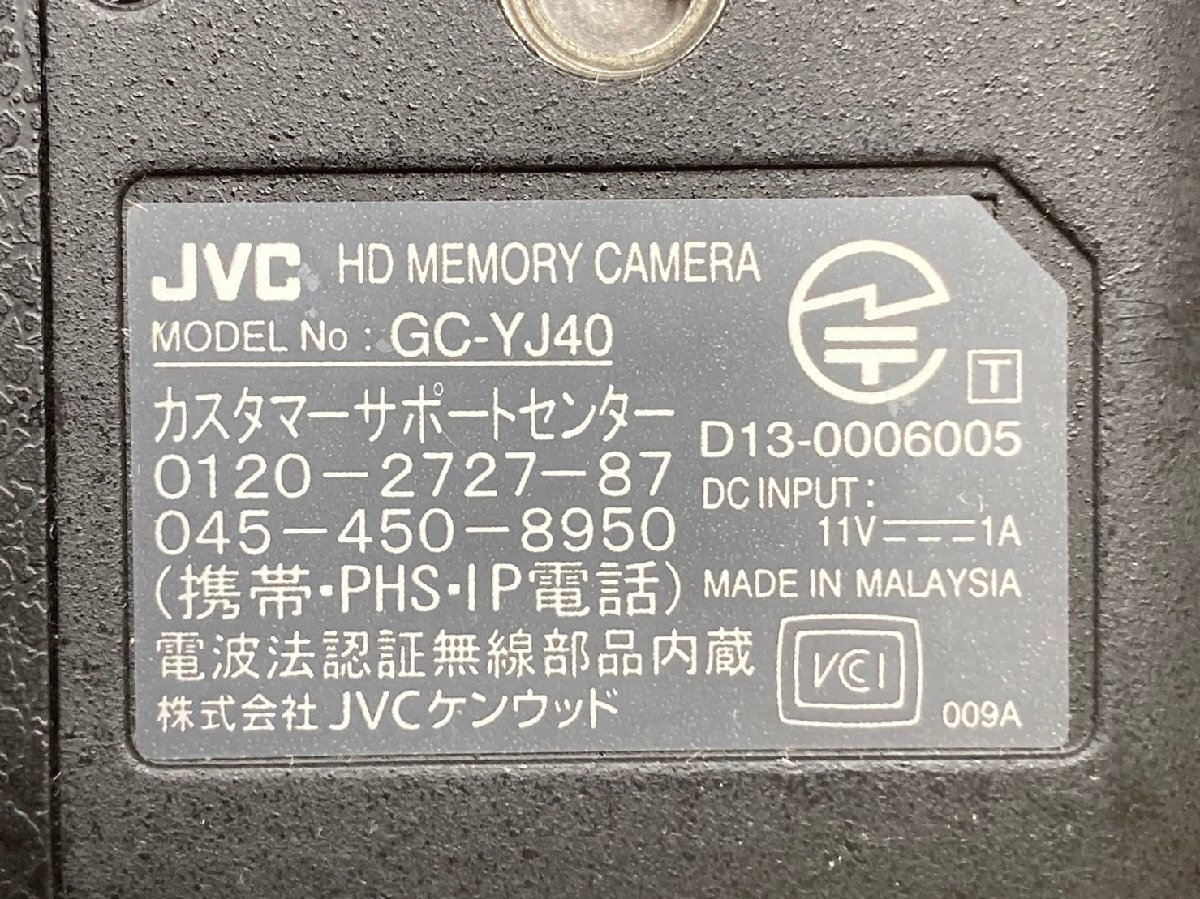 JVC HD MEMORY CAMERA
MODEL No : GC-YJ40
カスタマーサポートセンター
0120-2727-87
045-450-8950
(携帯・PHS・IP電話)
電波法認証無線部品内蔵
株式会社 JVCケンウッド
T
D13-0006005
DC INPUT :
11V 1A
MADE IN MALAYSIA
VCI
009A